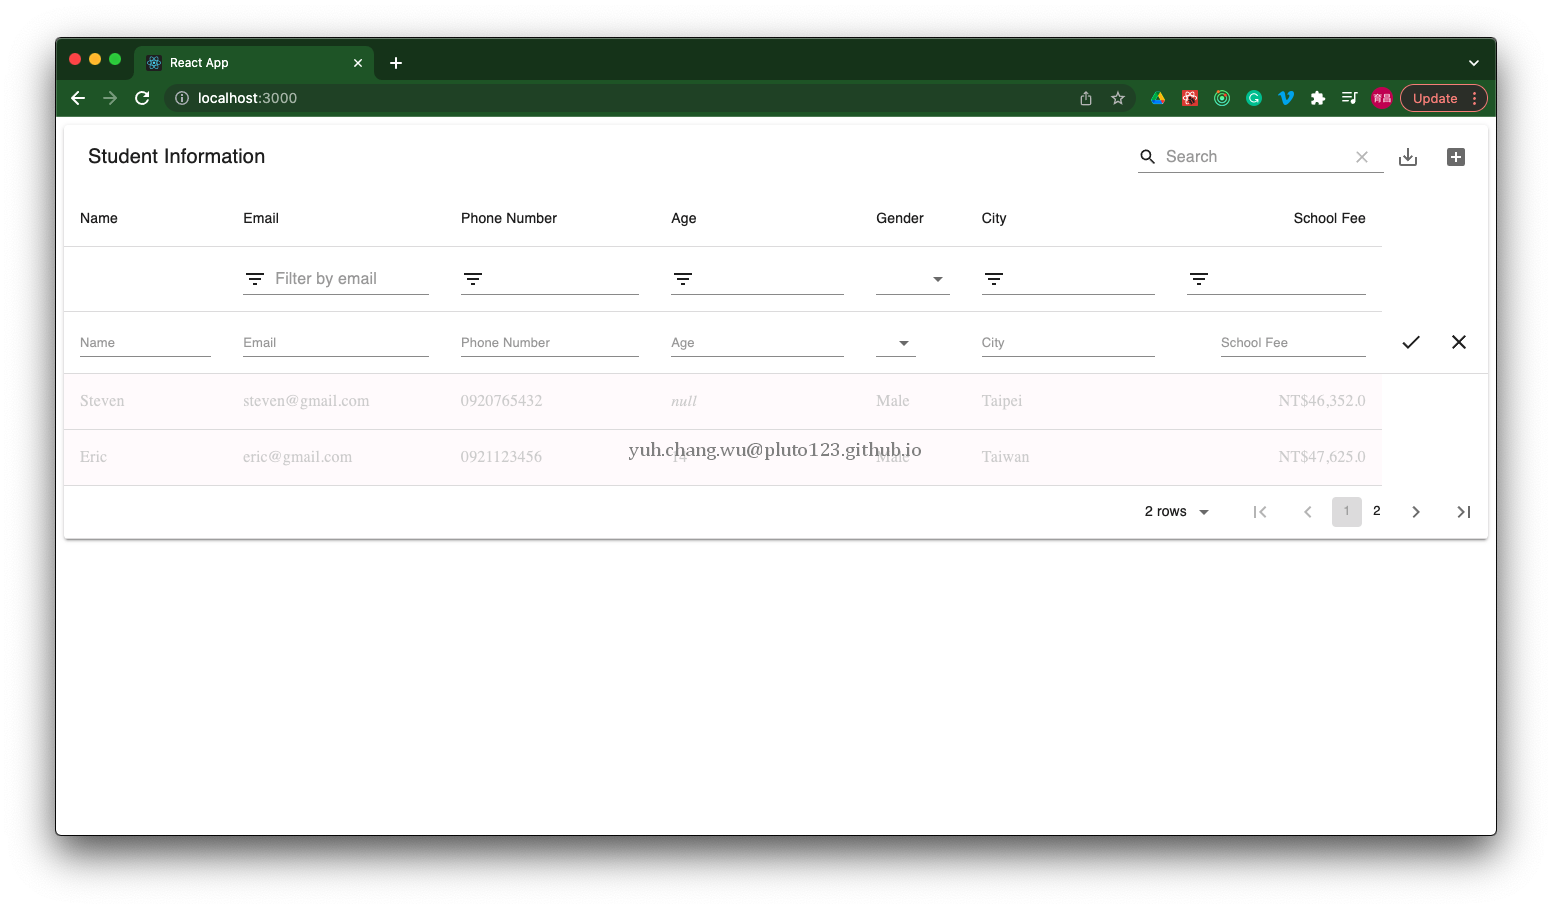 React App
localhost:3000
育昌
Update
Student Information
Search
Name Email Phone Number Age Gender City School Fee
Filter by email
Name Email Phone Number Age City School Fee
Steven steven@gmail.com 0920765432 null Male Taipei NT$46,352.0
yuh.chang.wu@pluto123.github.io
Eric eric@gmail.com 0921123456 14 Male Taiwan NT$47,625.0
2 rows 1 2